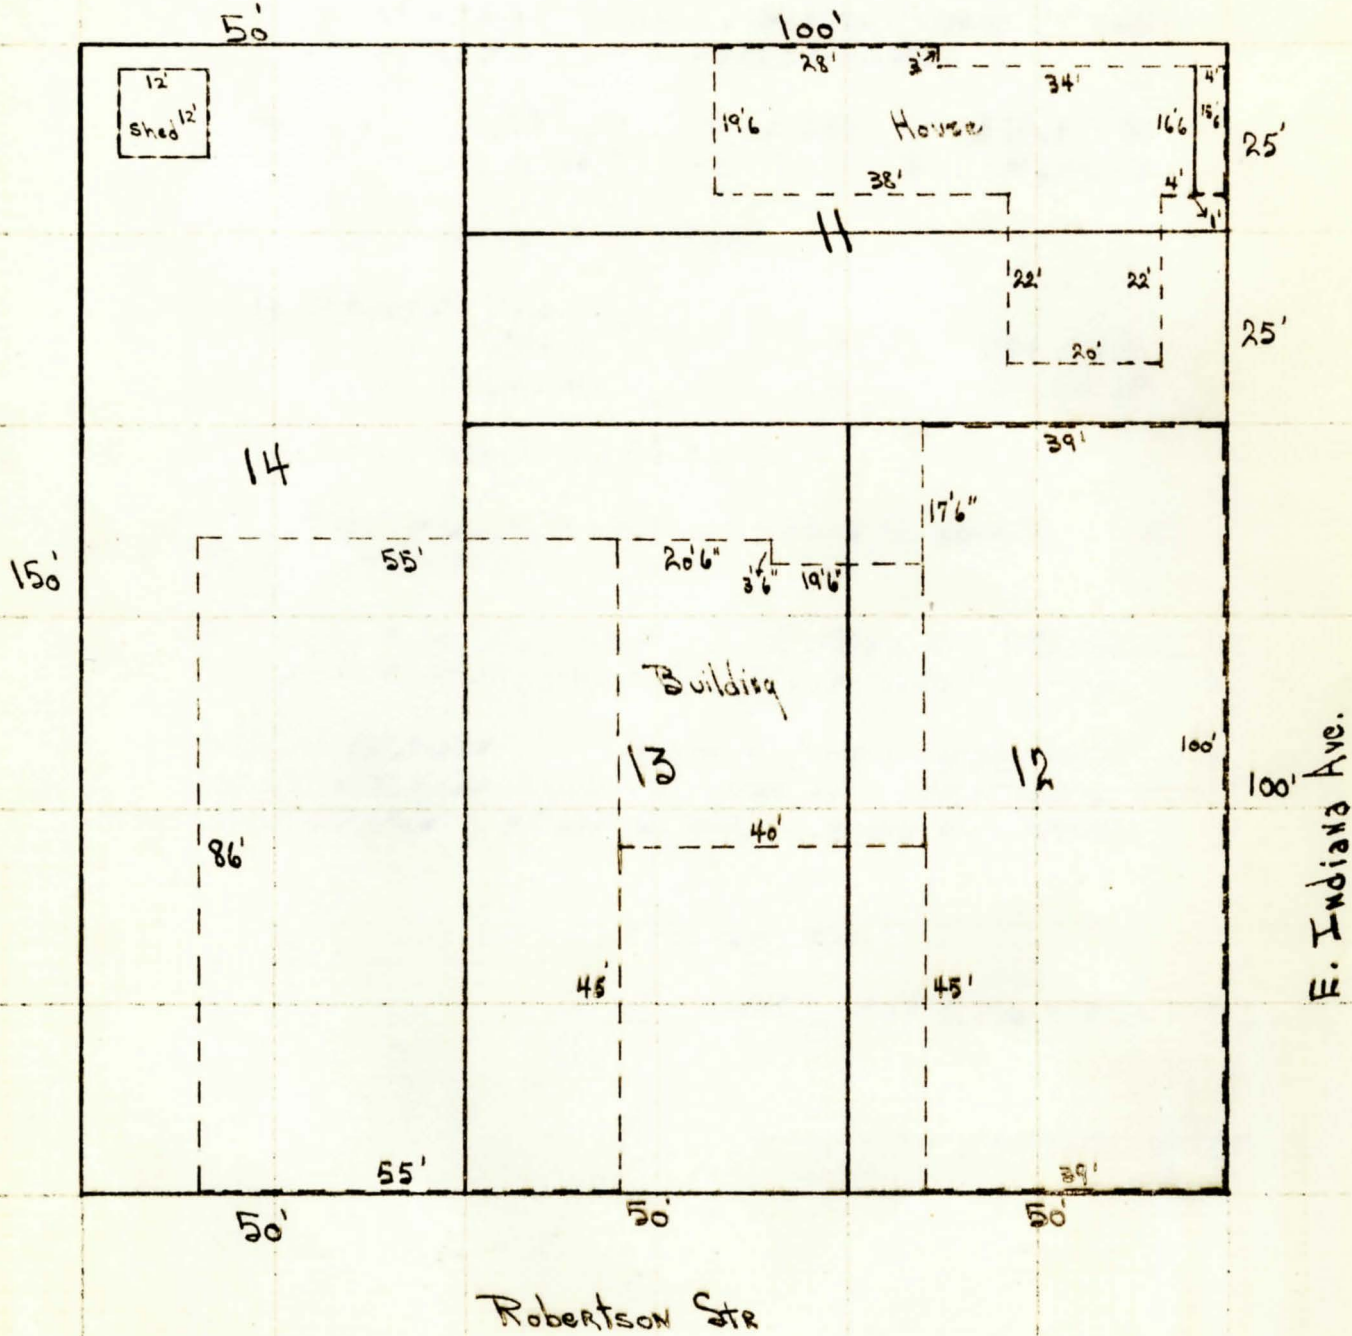 50' 100'
28' 3' 34' 4'
12'
12'
Shed
19'6 House 16'6 15'6 25'
38' 4'
1'
11
22' 22' 25'
20'
39'
14
17'6"
150' 55' 20'6" 3'6" 19'6"
Building
13 12 100' 100'
E. Indiana Ave.
40'
86'
45' 45'
55' 39'
50' 50' 50'
Robertson Str